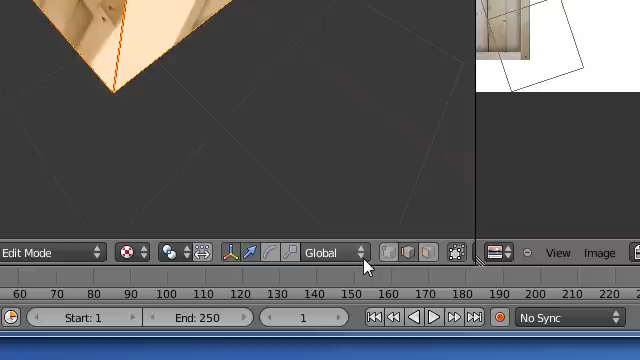 Edit Mode Global View Image
60 70 80 90 100 110 120 130 140 150 160 170 180 190 200 210 220
Start: 1 End: 250 1 No Sync